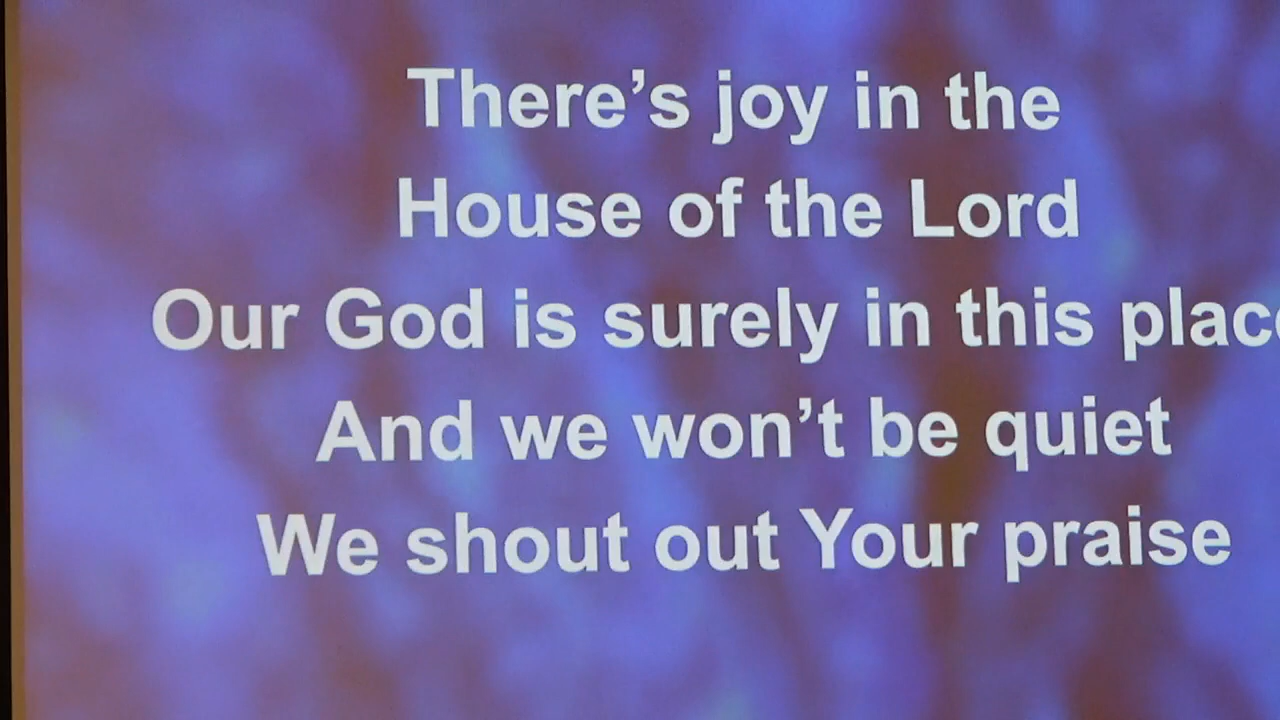 There’s joy in the
House of the Lord
Our God is surely in this place
And we won’t be quiet
We shout out Your praise